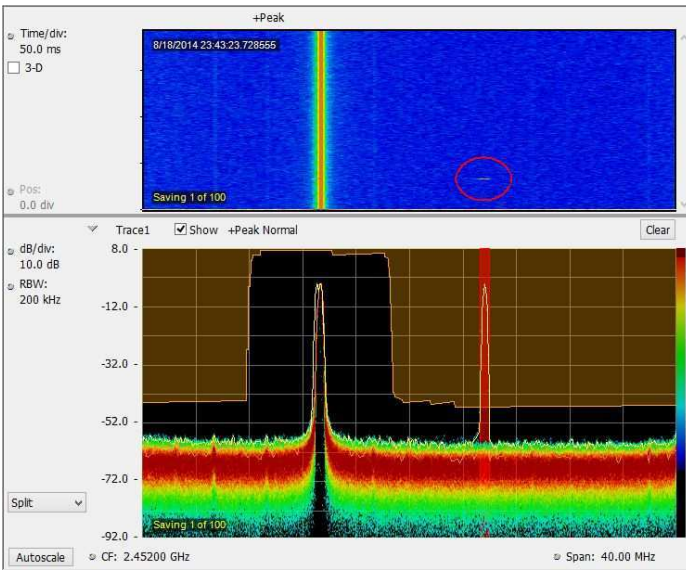 +Peak
Time/div:
50.0 ms
3-D
8/18/2014 23:43:23.728555
Pos:
0.0 div
Saving 1 of 100
Trace1 Show +Peak Normal Clear
dB/div:
10.0 dB
RBW:
200 kHz
8.0
-12.0
-32.0
-52.0
-72.0
-92.0
Split
Saving 1 of 100
Autoscale CF: 2.45200 GHz Span: 40.00 MHz